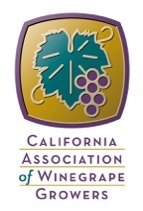 CALIFORNIA
ASSOCIATION
of WINEGRAPE
GROWERS